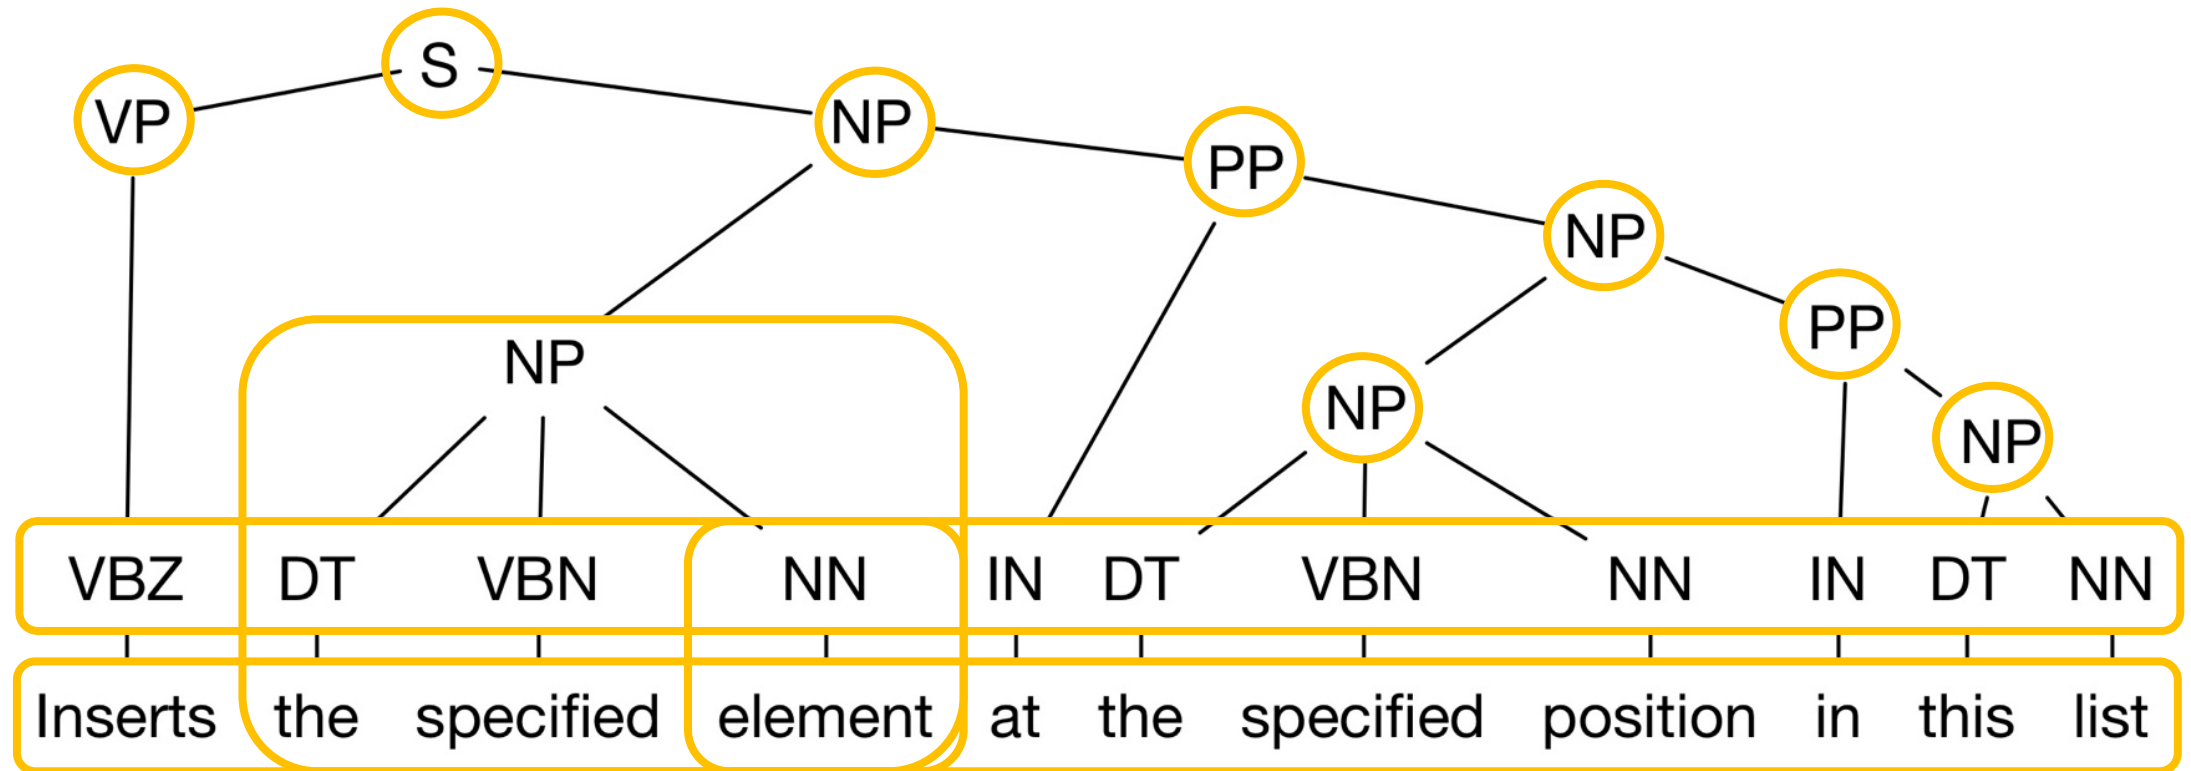 S
VP NP
PP
NP
PP
NP
NP
NP
VBZ DT VBN NN IN DT VBN NN IN DT NN
Inserts the specified element at the specified position in this list